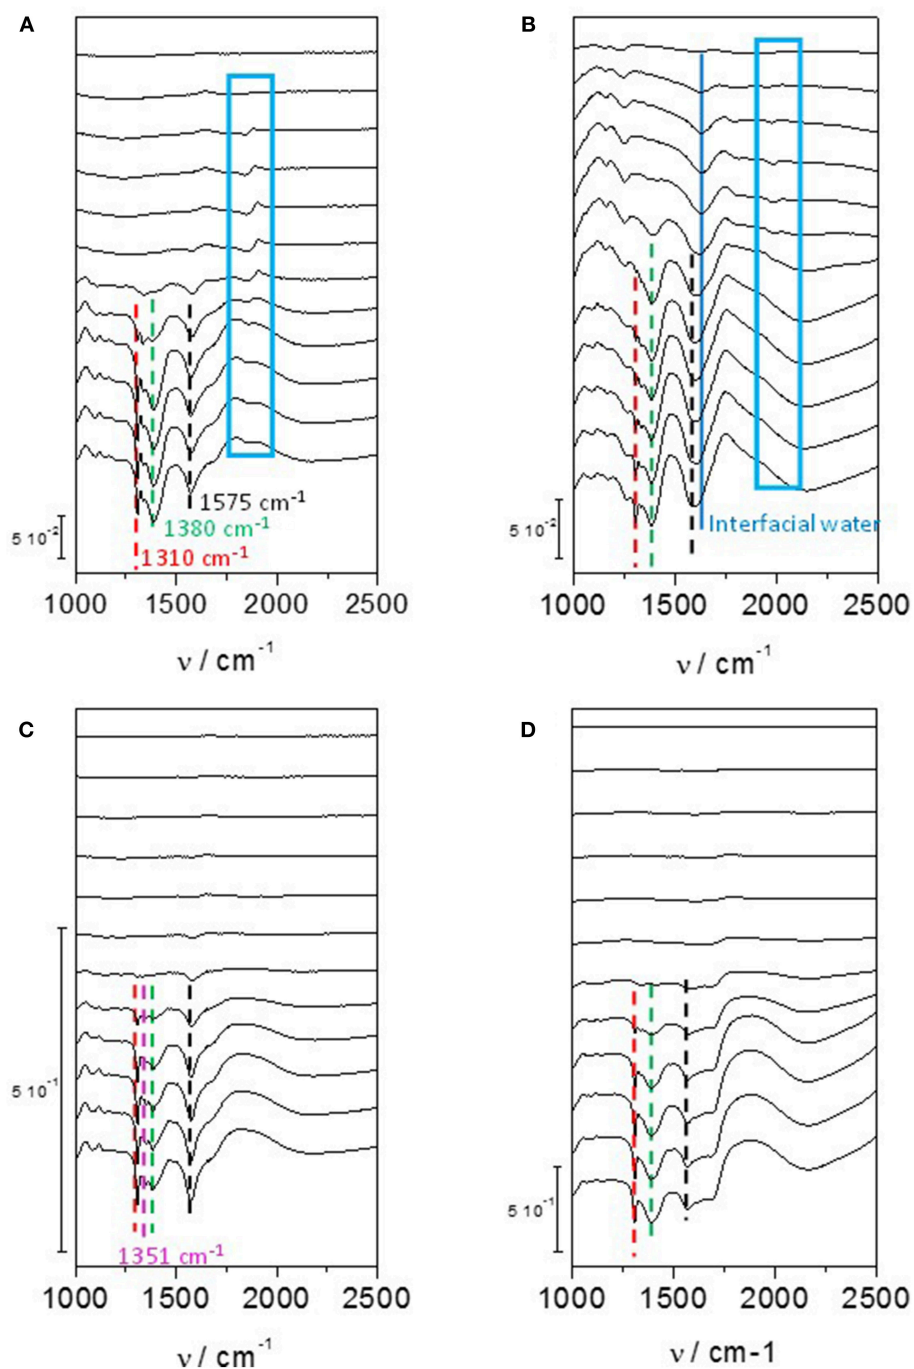 A
B
1575 cm⁻¹
1380 cm⁻¹
1310 cm⁻¹
5 10⁻²
1000 1500 2000 2500
ν / cm⁻¹
Interfacial water
5 10⁻²
1000 1500 2000 2500
ν / cm⁻¹
C
D
5 10⁻¹
1351 cm⁻¹
1000 1500 2000 2500
ν / cm⁻¹
5 10⁻¹
1000 1500 2000 2500
ν / cm-1